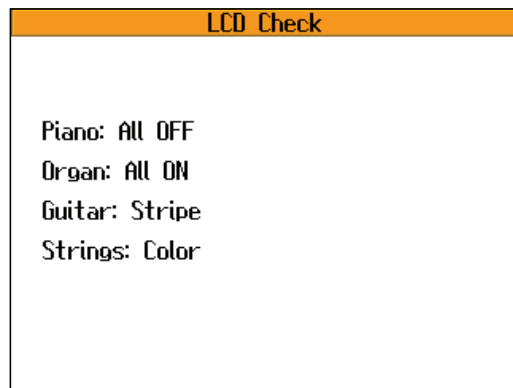 LCD Check
Piano: All OFF
Organ: All ON
Guitar: Stripe
Strings: Color